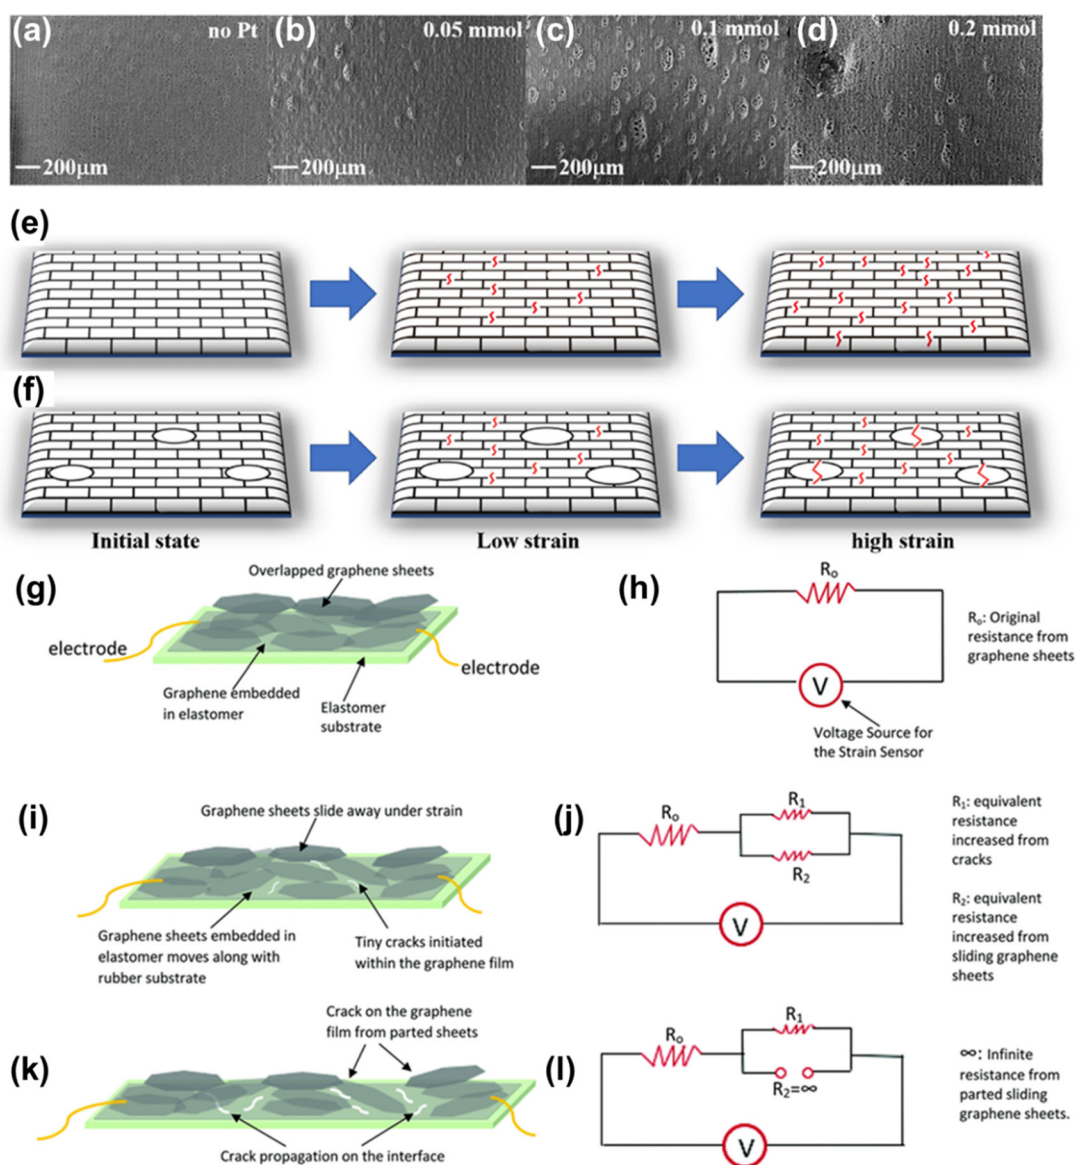 (a) no Pt
(b) 0.05 mmol
(c) 0.1 mmol
(d) 0.2 mmol
200μm
200μm
200μm
200μm
(e)
(f)
Initial state
Low strain
high strain
(g)
Overlapped graphene sheets
electrode
electrode
Graphene embedded
in elastomer
Elastomer
substrate
(h)
Ro
V
Ro: Original
resistance from
graphene sheets
Voltage Source for
the Strain Sensor
(i)
Graphene sheets slide away under strain
Graphene sheets embedded in
elastomer moves along with
rubber substrate
Tiny cracks initiated
within the graphene film
(j)
Ro
R1
R2
V
R1: equivalent
resistance
increased from
cracks
R2: equivalent
resistance
increased from
sliding graphene
sheets
(k)
Crack on the graphene
film from parted sheets
Crack propagation on the interface
(l)
Ro
R1
R2=∞
V
∞: Infinite
resistance from
parted sliding
graphene sheets.